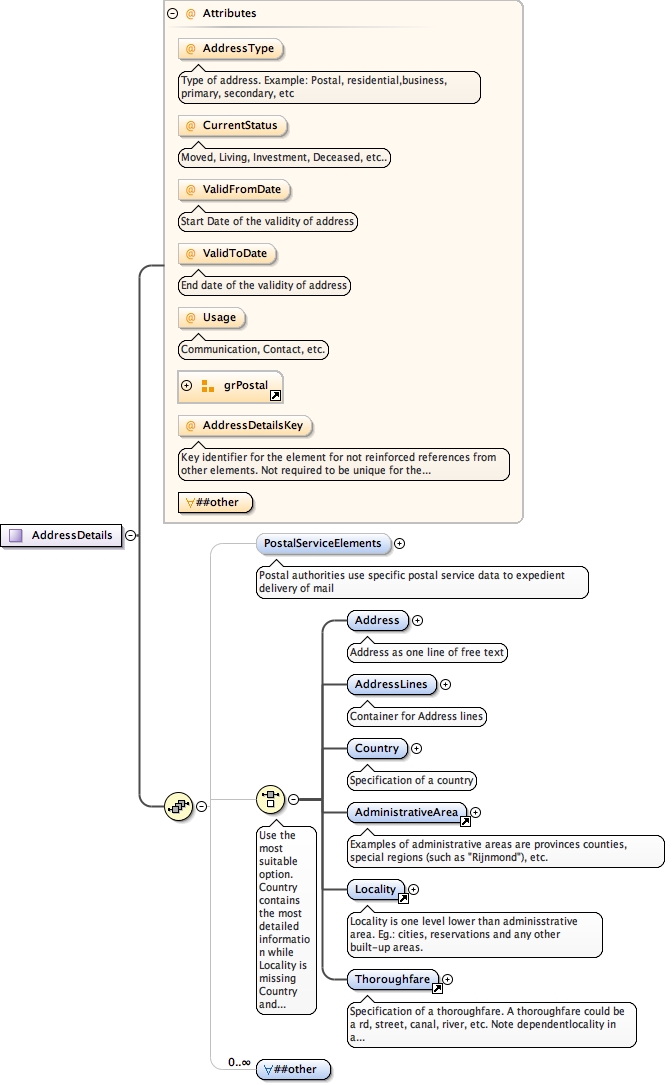 @ Attributes
@ AddressType
Type of address. Example: Postal, residential,business,
primary, secondary, etc
@ CurrentStatus
Moved, Living, Investment, Deceased, etc..
@ ValidFromDate
Start Date of the validity of address
@ ValidToDate
End date of the validity of address
@ Usage
Communication, Contact, etc.
grPostal
@ AddressDetailsKey
Key identifier for the element for not reinforced references from
other elements. Not required to be unique for the...
∀##other
AddressDetails
PostalServiceElements
Postal authorities use specific postal service data to expedient
delivery of mail
Address
Address as one line of free text
AddressLines
Container for Address lines
Country
Specification of a country
AdministrativeArea
Examples of administrative areas are provinces counties,
special regions (such as "Rijnmond"), etc.
Locality
Locality is one level lower than adminisstrative
area. Eg.: cities, reservations and any other
built-up areas.
Thoroughfare
Specification of a thoroughfare. A thoroughfare could be
a rd, street, canal, river, etc. Note dependentlocality in
a...
Use the
most
suitable
option.
Country
contains
the most
detailed
informatio
n while
Locality is
missing
Country
and...
0..∞
∀##other